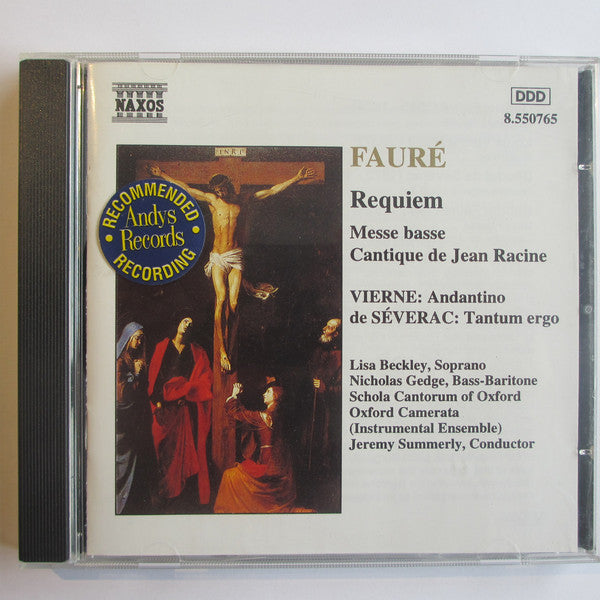 NAXOS
DDD
8.550765
RECOMMENDED
Andys
Records
RECORDING
INRI
FAURÉ
Requiem
Messe basse
Cantique de Jean Racine
VIERNE: Andantino
de SÉVERAC: Tantum ergo
Lisa Beckley, Soprano
Nicholas Gedge, Bass-Baritone
Schola Cantorum of Oxford
Oxford Camerata
(Instrumental Ensemble)
Jeremy Summerly, Conductor